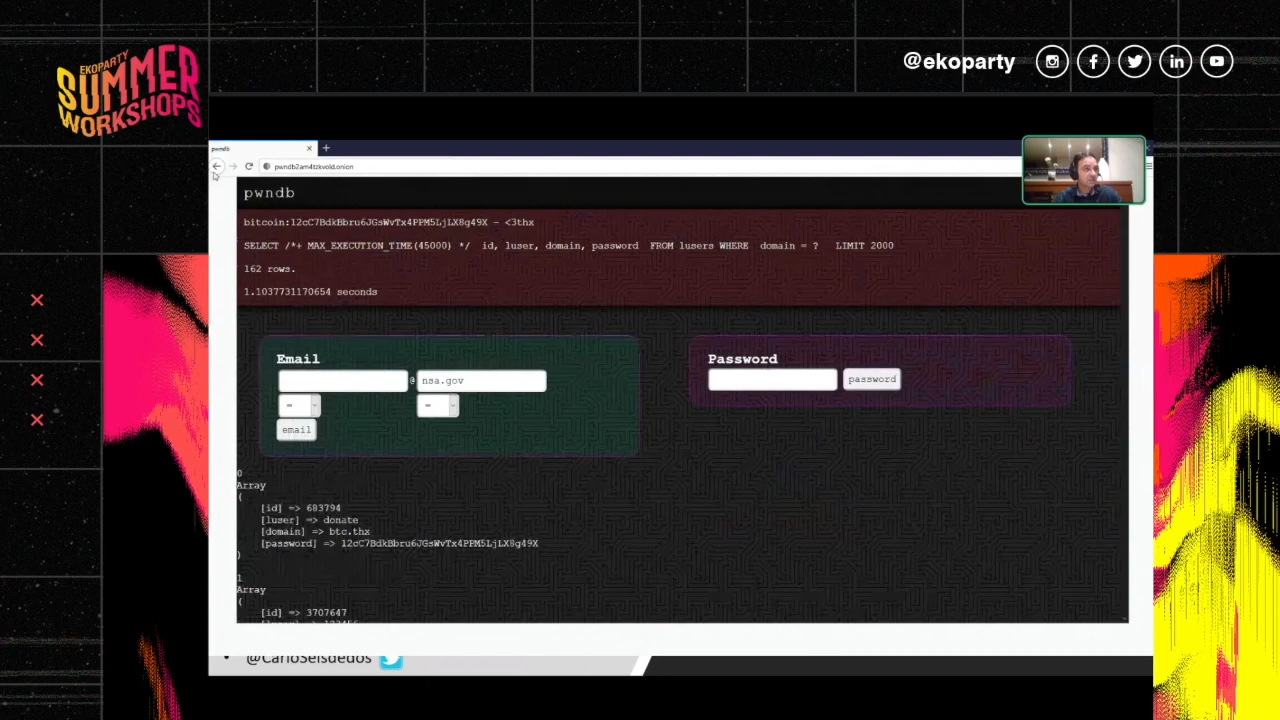 EKOPARTY
SUMMER
WORKSHOPS
@ekoparty
pwndb
pwndb2am4tzkvold.onion
pwndb
bitcoin:12cC7BdkBbru6JGsWvTx4PPM5LjLX8g49X - <3thx
SELECT /*+ MAX_EXECUTION_TIME(45000) */ id, luser, domain, password FROM lusers WHERE domain = ? LIMIT 2000
162 rows.
1.1037731170654 seconds
Email
@ nsa.gov
= =
email
Password
password
0
Array
(
[id] => 683794
[luser] => donate
[domain] => btc.thx
[password] => 12cC7BdkBbru6JGsWvTx4PPM5LjLX8g49X
)
1
Array
(
[id] => 3707647
• @CarloSeisdedos